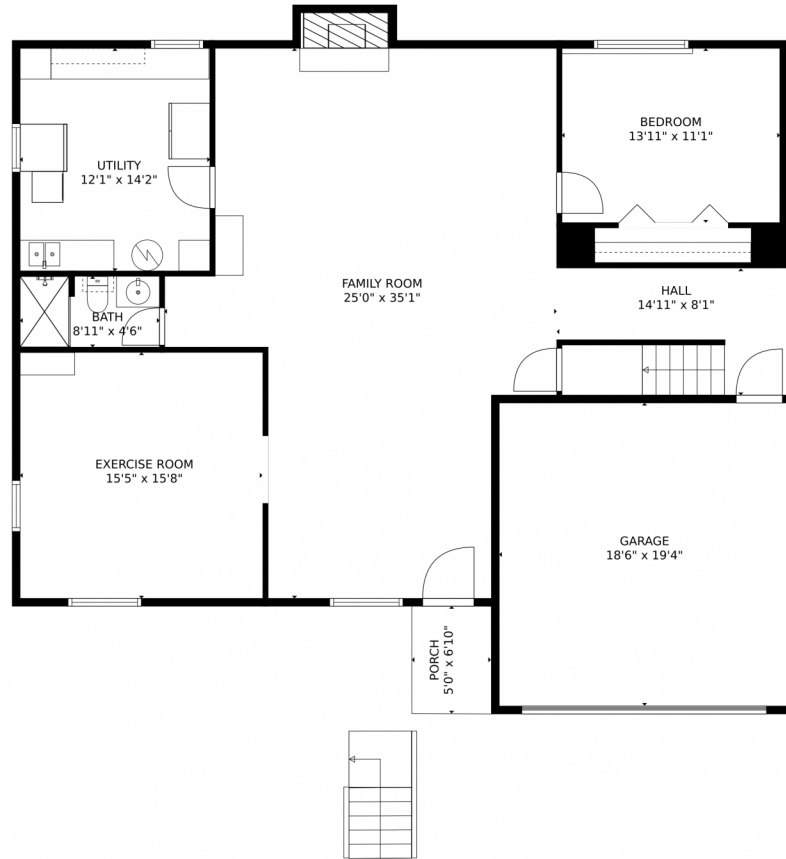 BEDROOM
13'11" x 11'1"
UTILITY
12'1" x 14'2"
FAMILY ROOM
25'0" x 35'1"
HALL
14'11" x 8'1"
BATH
8'11" x 4'6"
EXERCISE ROOM
15'5" x 15'8"
GARAGE
18'6" x 19'4"
PORCH
5'0" x 6'10"